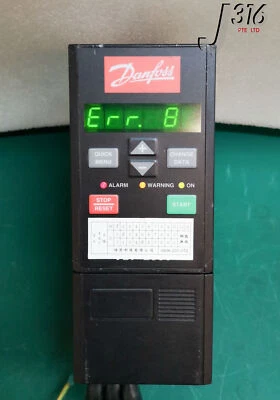 316
PTE LTD
Danfoss
Err. 8
QUICK
MENU
CHANGE
DATA
ALARM
WARNING
ON
STOP
RESET
START